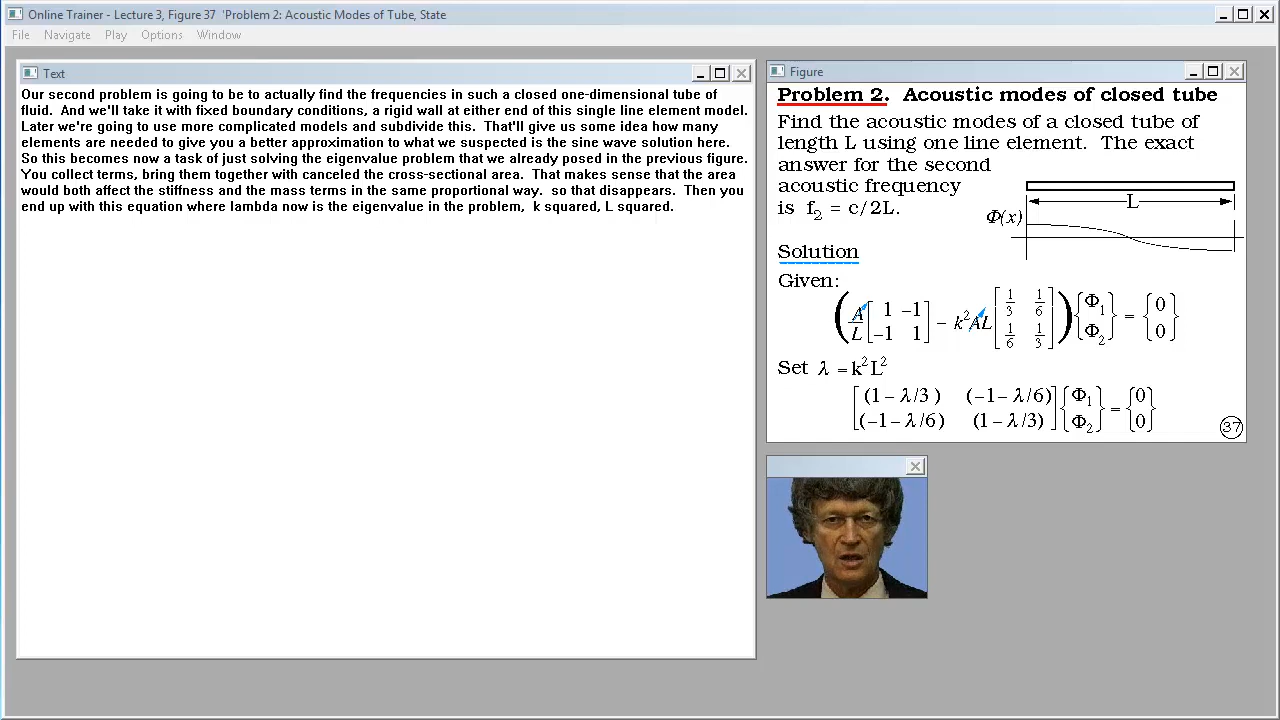 Online Trainer - Lecture 3, Figure 37  'Problem 2: Acoustic Modes of Tube, State
File Navigate Play Options Window
Text
Our second problem is going to be to actually find the frequencies in such a closed one-dimensional tube of
fluid.  And we'll take it with fixed boundary conditions, a rigid wall at either end of this single line element model.
Later we're going to use more complicated models and subdivide this.  That'll give us some idea how many
elements are needed to give you a better approximation to what we suspected is the sine wave solution here.
So this becomes now a task of just solving the eigenvalue problem that we already posed in the previous figure.
You collect terms, bring them together with canceled the cross-sectional area.  That makes sense that the area
would both affect the stiffness and the mass terms in the same proportional way.  so that disappears.  Then you
end up with this equation where lambda now is the eigenvalue in the problem,  k squared, L squared.
Figure
Problem 2.  Acoustic modes of closed tube
Find the acoustic modes of a closed tube of
length L using one line element.  The exact
answer for the second
acoustic frequency
is f₂ = c/2L.
L
Φ(x)
Solution
Given:
(A/L [1 −1; −1 1] − k²AL [1/3 1/6; 1/6 1/3]) {Φ₁; Φ₂} = {0; 0}
Set λ = k²L²
[(1 − λ/3) (−1 − λ/6); (−1 − λ/6) (1 − λ/3)] {Φ₁; Φ₂} = {0; 0}
37